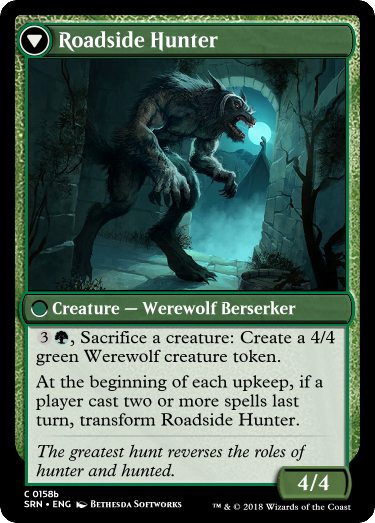 Roadside Hunter
Creature — Werewolf Berserker
3, Sacrifice a creature: Create a 4/4
green Werewolf creature token.
At the beginning of each upkeep, if a
player cast two or more spells last
turn, transform Roadside Hunter.
The greatest hunt reverses the roles of
hunter and hunted.
4/4
C 0158b
SRN • ENG Bethesda Softworks
™ & © 2018 Wizards of the Coast